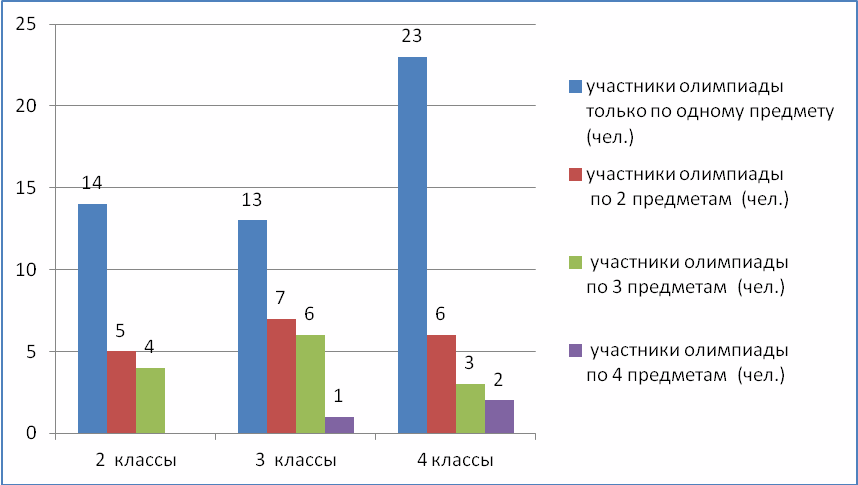 25
20
15
10
5
0
14
5
4
13
7
6
1
23
6
3
2
2 классы
3 классы
4 классы
участники олимпиады
только по одному предмету
(чел.)
участники олимпиады
по 2 предметам (чел.)
участники олимпиады
по 3 предметам (чел.)
участники олимпиады
по 4 предметам (чел.)